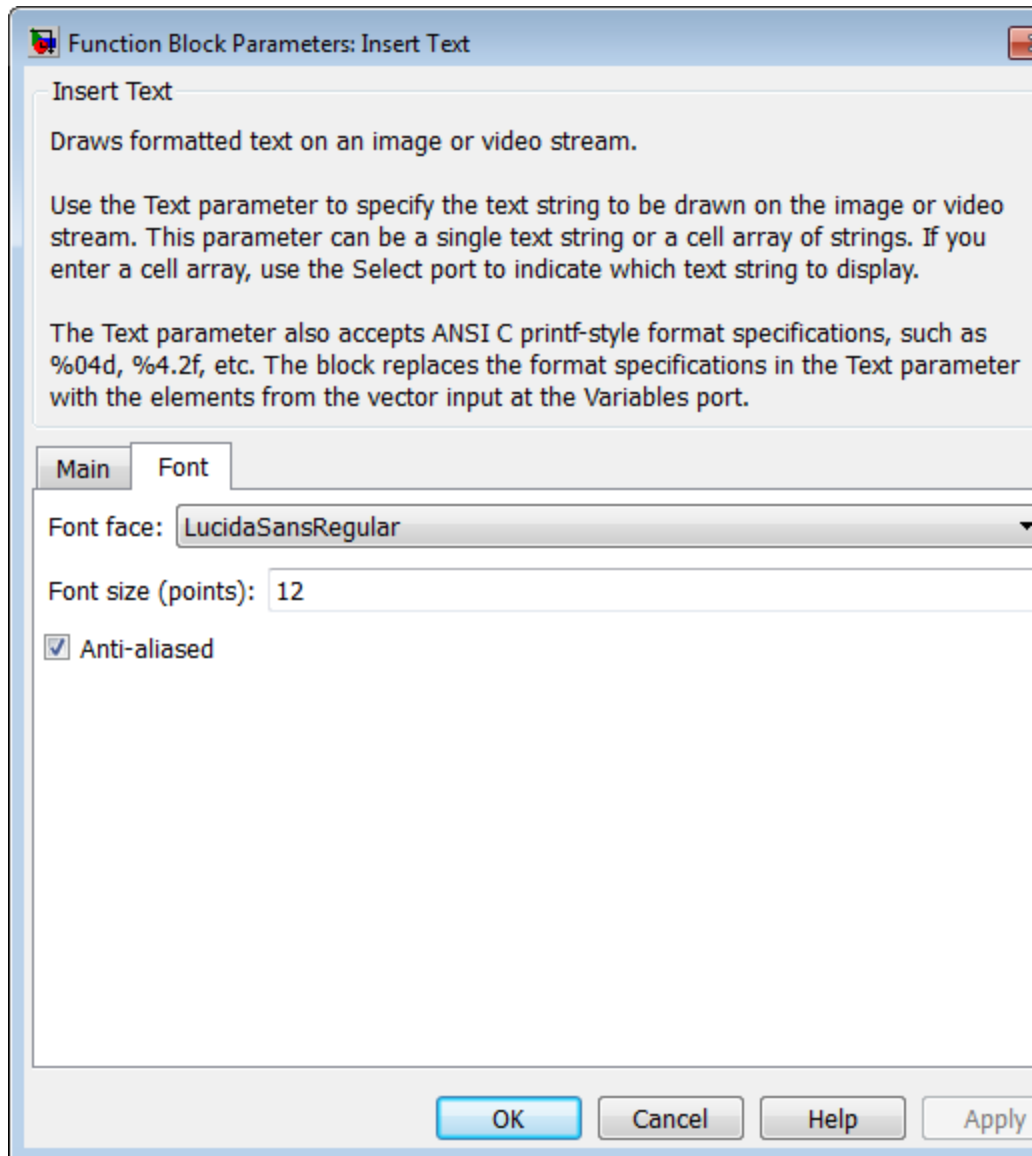 Function Block Parameters: Insert Text
Insert Text
Draws formatted text on an image or video stream.
Use the Text parameter to specify the text string to be drawn on the image or video
stream. This parameter can be a single text string or a cell array of strings. If you
enter a cell array, use the Select port to indicate which text string to display.
The Text parameter also accepts ANSI C printf-style format specifications, such as
%04d, %4.2f, etc. The block replaces the format specifications in the Text parameter
with the elements from the vector input at the Variables port.
Main Font
Font face: LucidaSansRegular
Font size (points): 12
Anti-aliased
OK Cancel Help Apply